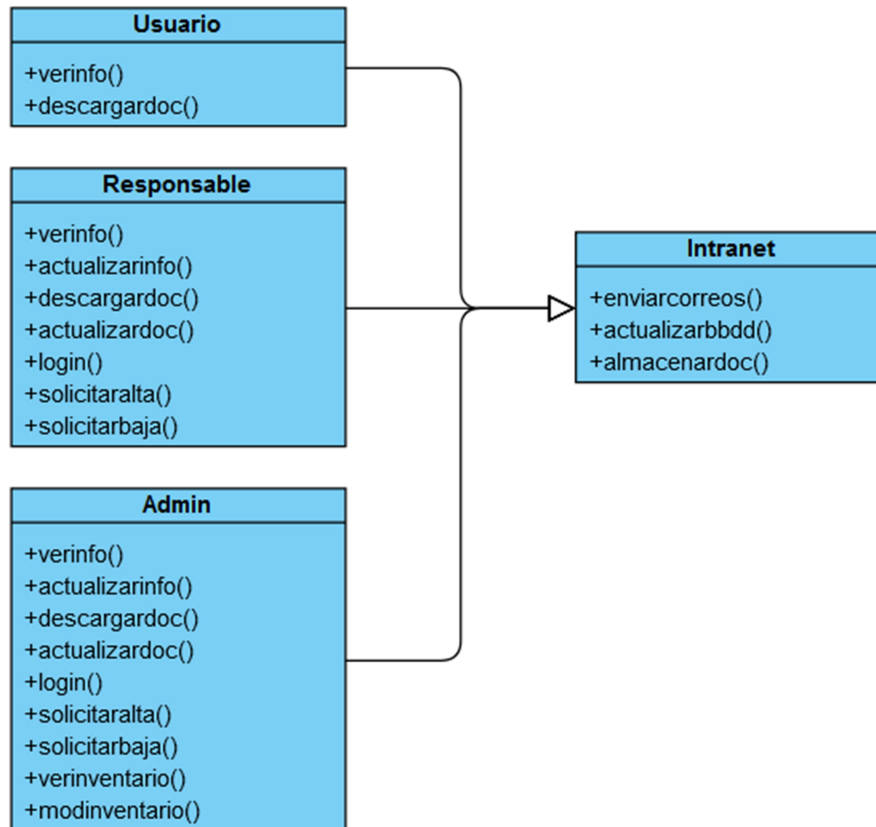 Usuario
+verinfo()
+descargardoc()
Responsable
+verinfo()
+actualizarinfo()
+descargardoc()
+actualizardoc()
+login()
+solicitaralta()
+solicitarbaja()
Admin
+verinfo()
+actualizarinfo()
+descargardoc()
+actualizardoc()
+login()
+solicitaralta()
+solicitarbaja()
+verinventario()
+modinventario()
Intranet
+enviarcorreos()
+actualizarbbdd()
+almacenardoc()